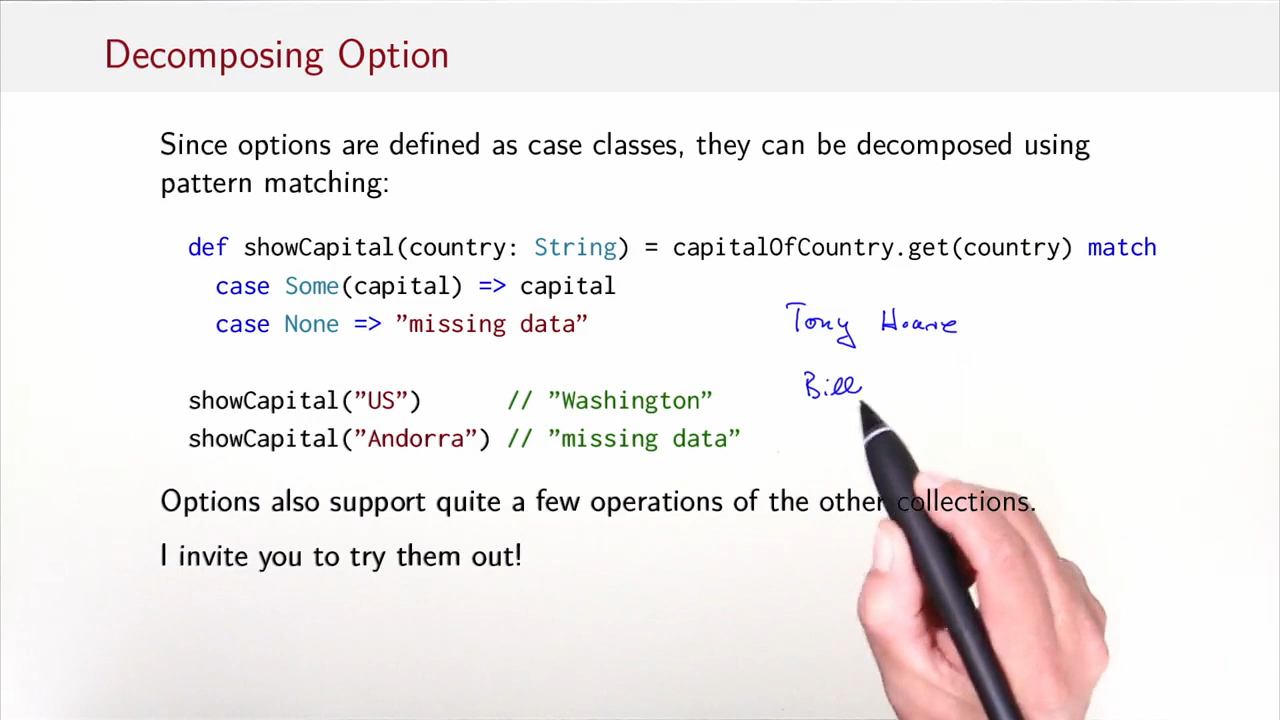 Decomposing Option
Since options are defined as case classes, they can be decomposed using
pattern matching:
def showCapital(country: String) = capitalOfCountry.get(country) match
case Some(capital) => capital
case None => ”missing data”
Tony Hoare
showCapital(”US”) // ”Washington”
Bill
showCapital(”Andorra”) // ”missing data”
Options also support quite a few operations of the other collections.
I invite you to try them out!